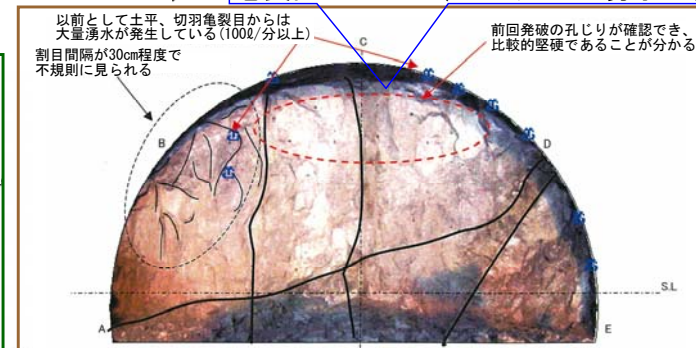 以前として土平、切羽亀裂目からは
大量湧水が発生している(100ℓ/分以上)
割目間隔が30cm程度で
不規則に見られる
前回発破の孔じりが確認でき、
比較的堅硬であることが分かる
C
B
D
S.L
A
E